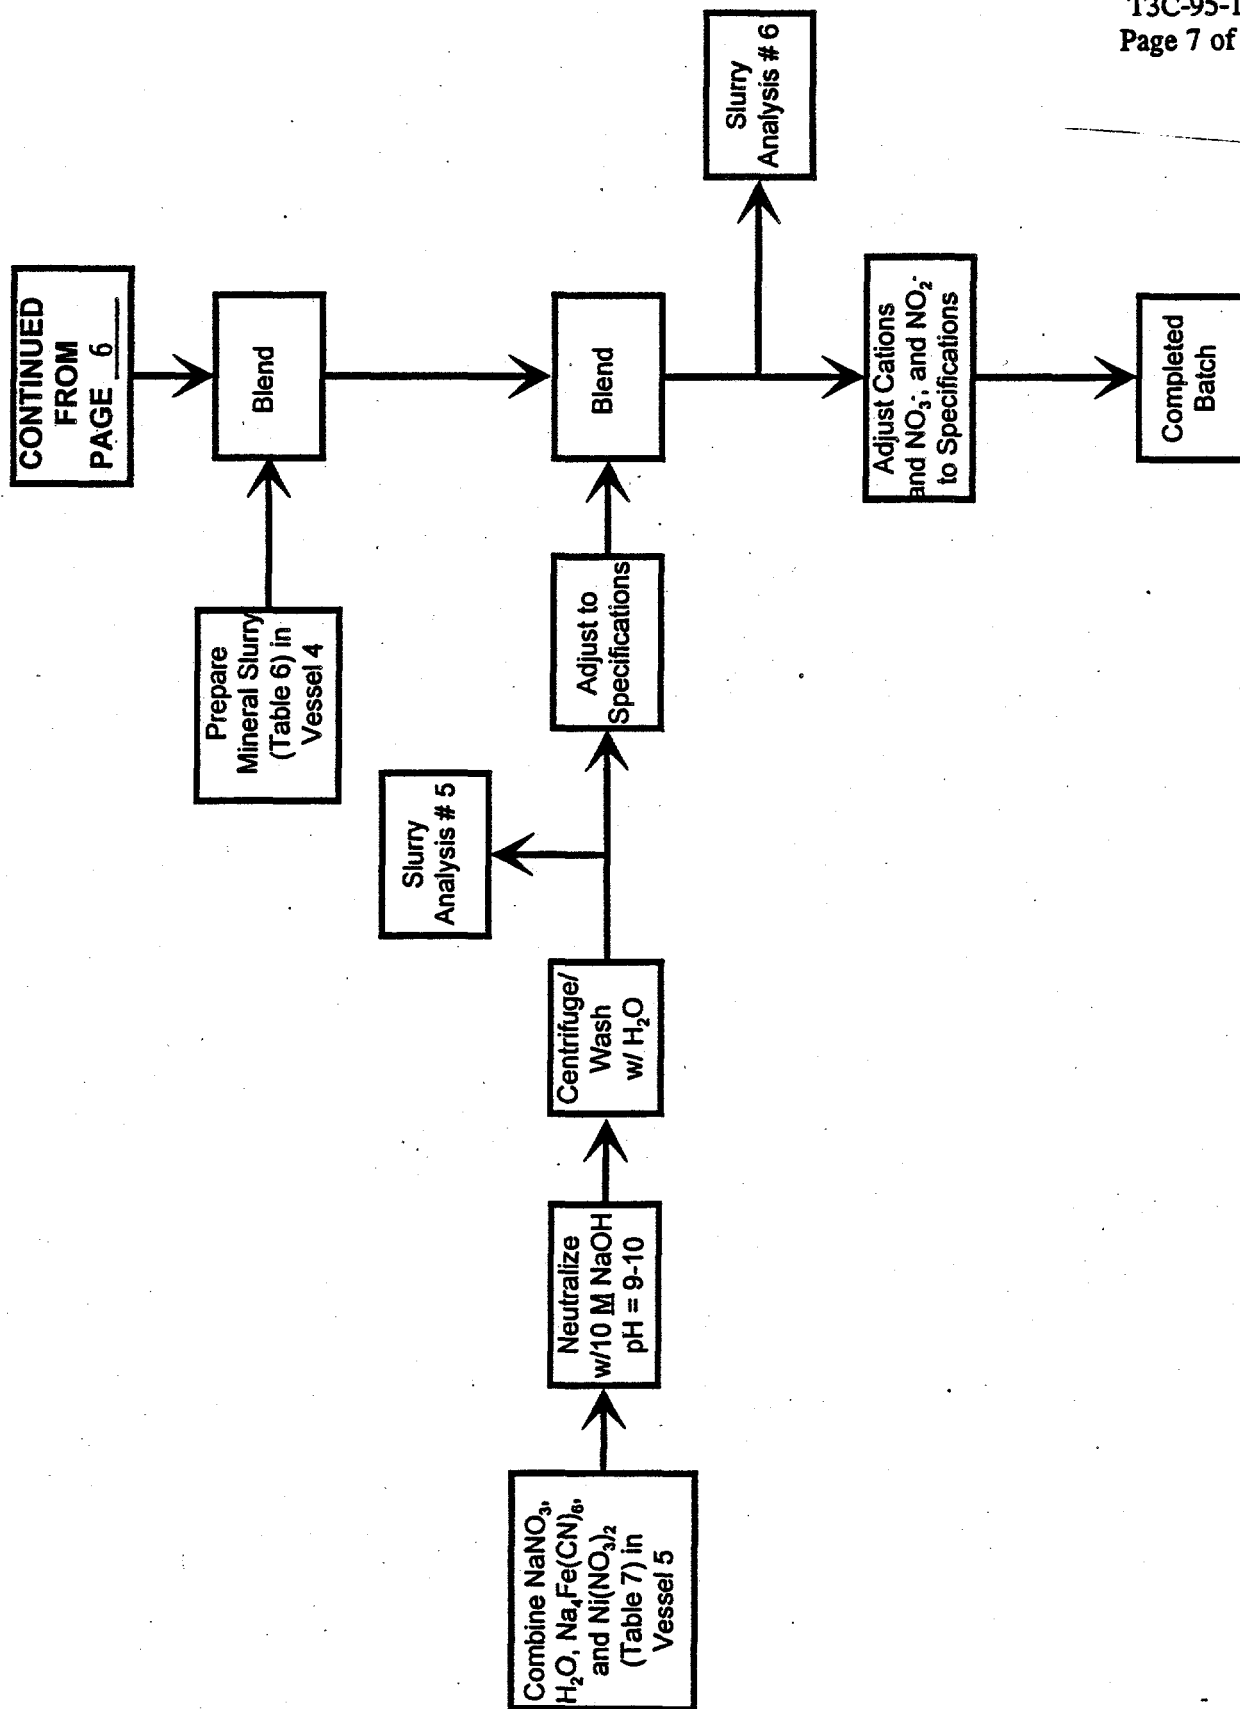 T3C-95-1
Page 7 of
CONTINUED
FROM
PAGE 6
Prepare
Mineral Slurry
(Table 6) in
Vessel 4
Blend
Slurry
Analysis # 5
Combine NaNO₃,
H₂O, Na₄Fe(CN)₆,
and Ni(NO₃)₂
(Table 7) in
Vessel 5
Neutralize
w/10 M NaOH
pH = 9-10
Centrifuge/
Wash
w/ H₂O
Adjust to
Specifications
Blend
Slurry
Analysis # 6
Adjust Cations
and NO₃⁻, and NO₂⁻
to Specifications
Completed
Batch